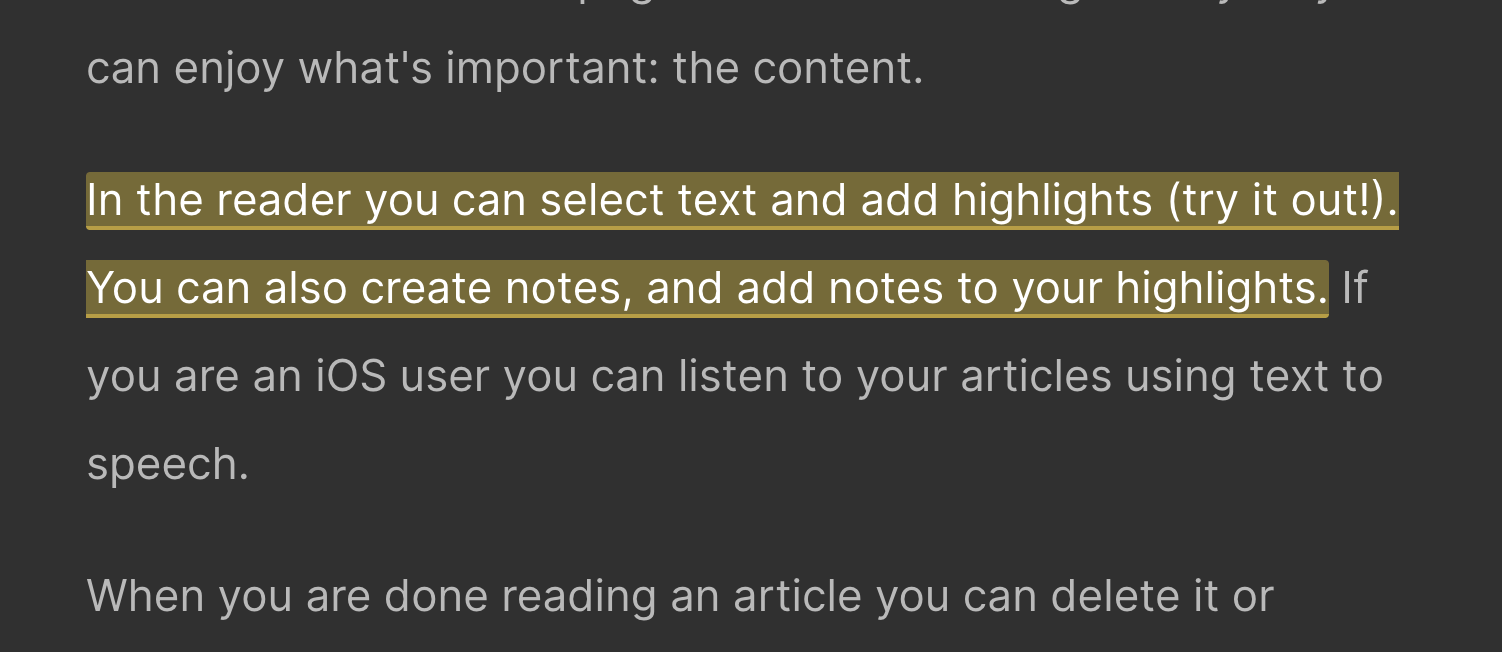 can enjoy what's important: the content.
In the reader you can select text and add highlights (try it out!).
You can also create notes, and add notes to your highlights. If
you are an iOS user you can listen to your articles using text to
speech.
When you are done reading an article you can delete it or